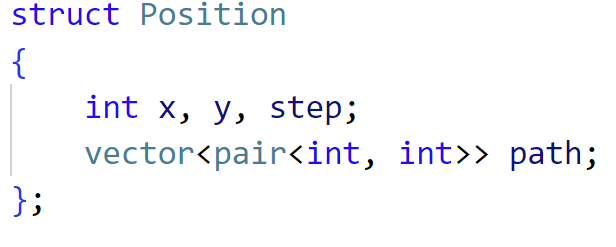 struct Position
{
    int x, y, step;
    vector<pair<int, int>> path;
};